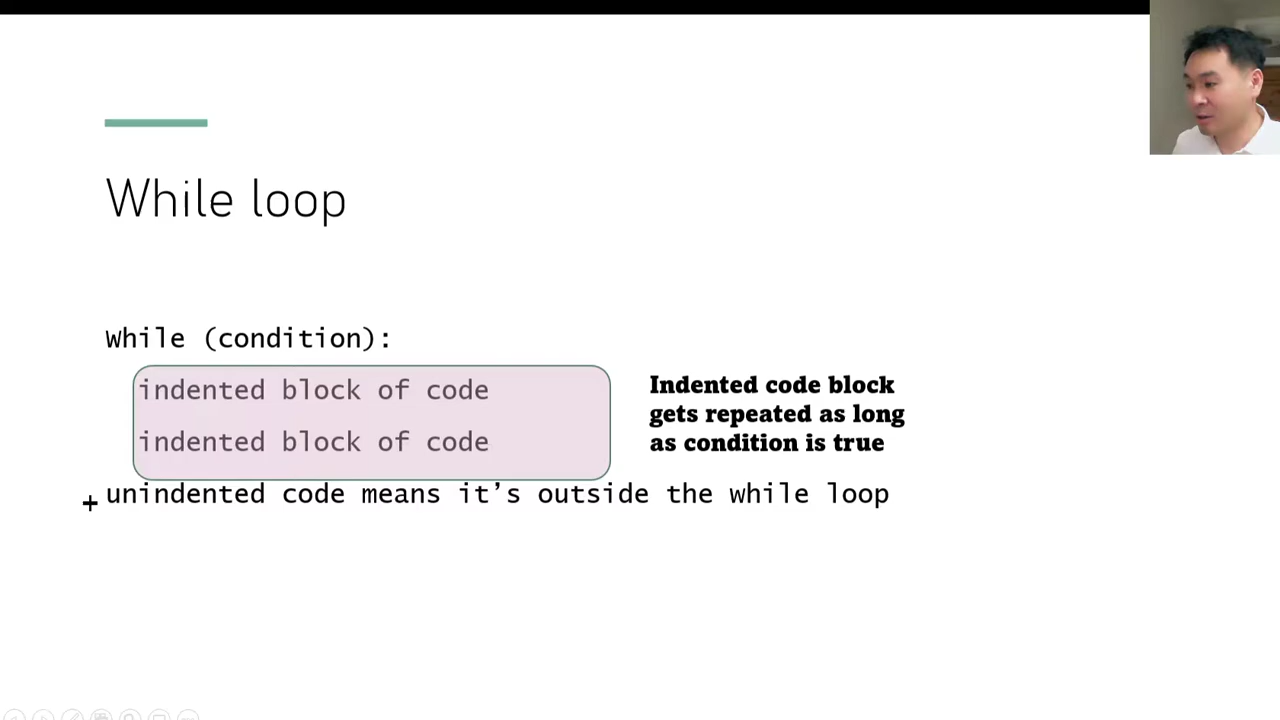 While loop
While (condition):
indented block of code
indented block of code
unindented code means it’s outside the while loop
Indented code block
gets repeated as long
as condition is true